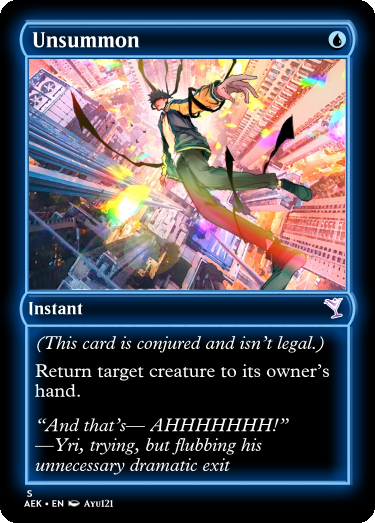 Unsummon
Instant
(This card is conjured and isn't legal.)
Return target creature to its owner's
hand.
“And that's— AHHHHHHH!”
—Yri, trying, but flubbing his
unnecessary dramatic exit
S
AEK • EN Ayu121